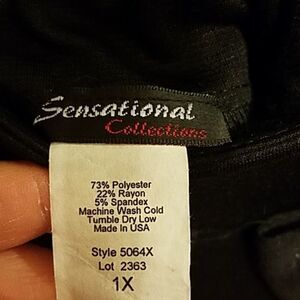 Sensational
Collections
73% Polyester
22% Rayon
5% Spandex
Machine Wash Cold
Tumble Dry Low
Made In USA
Style 5064X
Lot 2363
1X